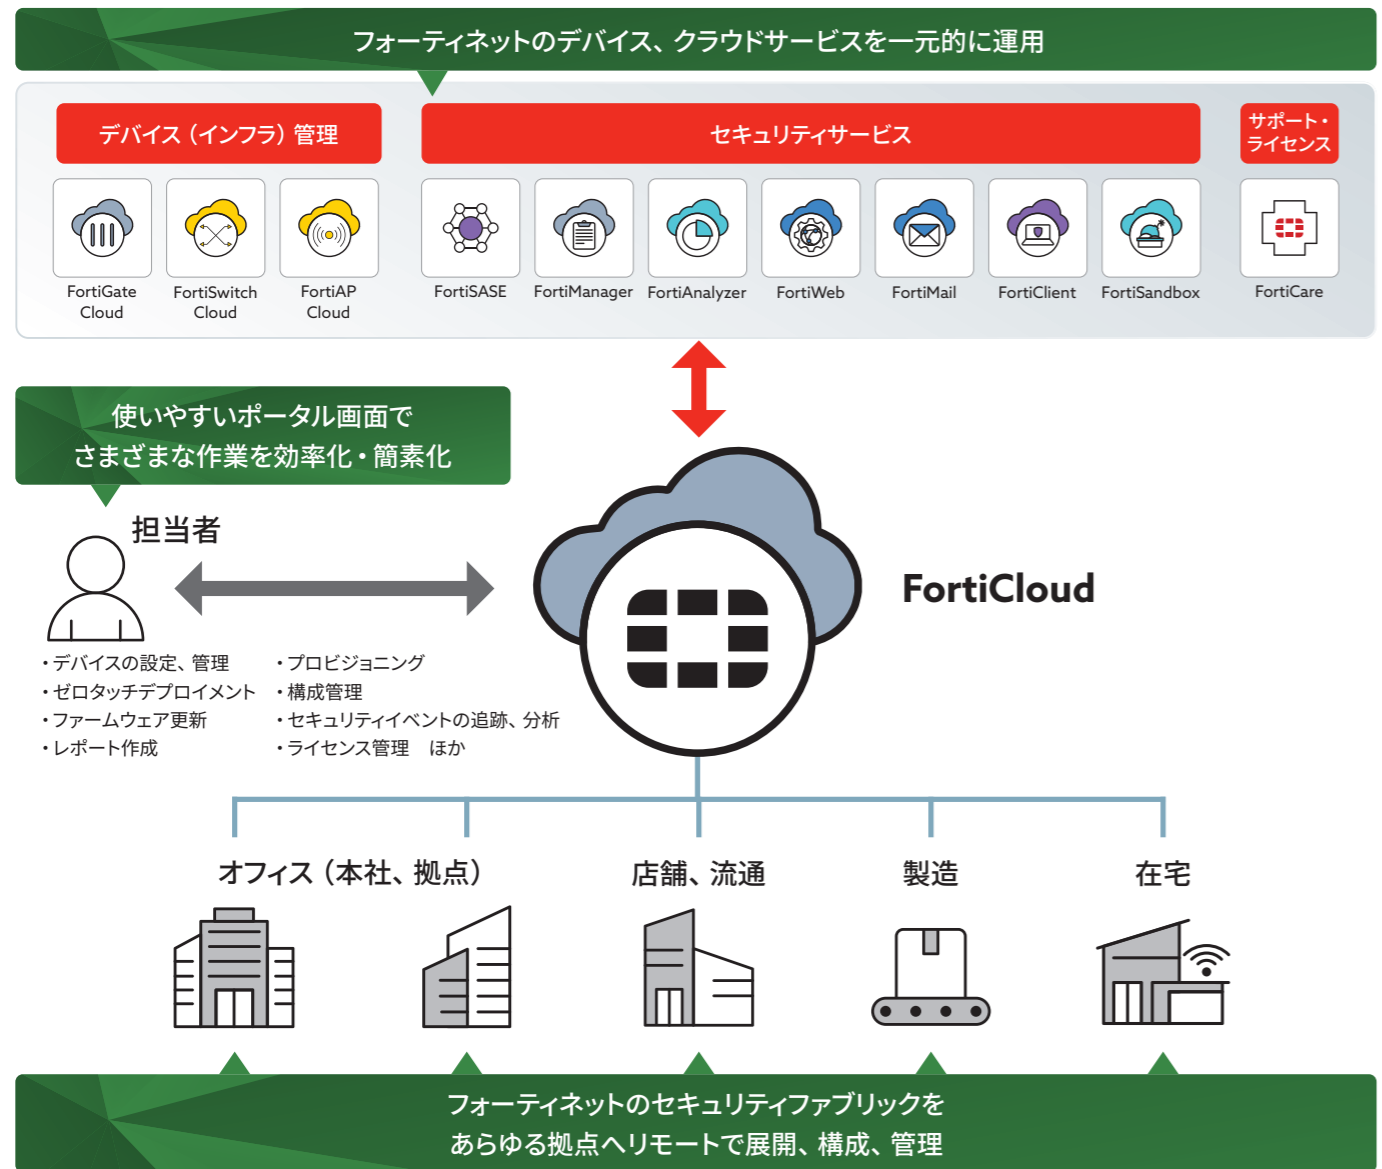 フォーティネットのデバイス、クラウドサービスを一元的に運用
デバイス（インフラ）管理
セキュリティサービス
サポート・
ライセンス
FortiGate
Cloud
FortiSwitch
Cloud
FortiAP
Cloud
FortiSASE
FortiManager
FortiAnalyzer
FortiWeb
FortiMail
FortiClient
FortiSandbox
FortiCare
使いやすいポータル画面で
さまざまな作業を効率化・簡素化
担当者
FortiCloud
・デバイスの設定、管理
・ゼロタッチデプロイメント
・ファームウェア更新
・レポート作成
・プロビジョニング
・構成管理
・セキュリティイベントの追跡、分析
・ライセンス管理　ほか
オフィス（本社、拠点）
店舗、流通
製造
在宅
フォーティネットのセキュリティファブリックを
あらゆる拠点へリモートで展開、構成、管理